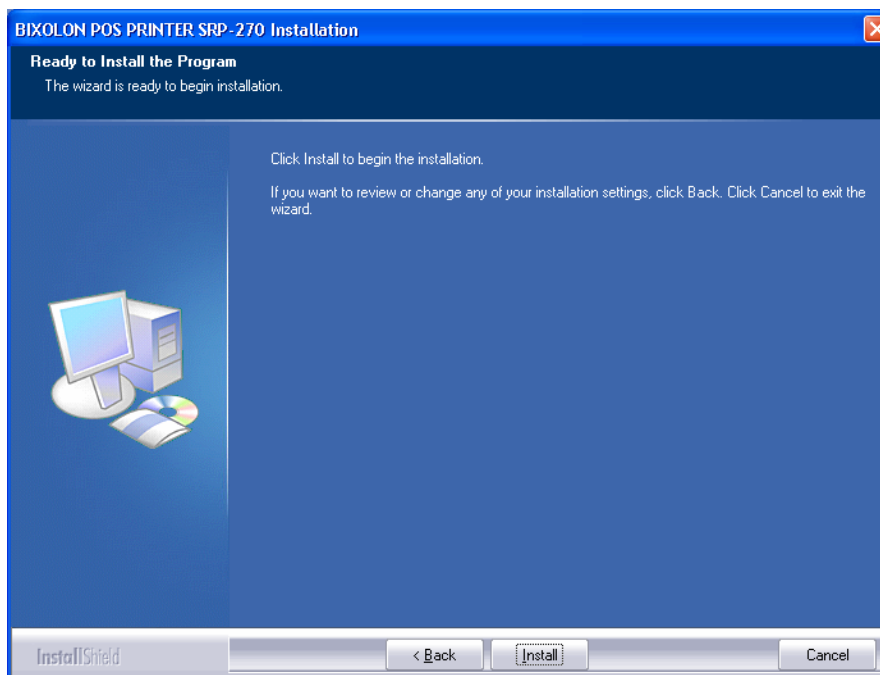 BIXOLON POS PRINTER SRP-270 Installation
Ready to Install the Program
The wizard is ready to begin installation.
Click Install to begin the installation.
If you want to review or change any of your installation settings, click Back. Click Cancel to exit the
wizard.
InstallShield
< Back
Install
Cancel